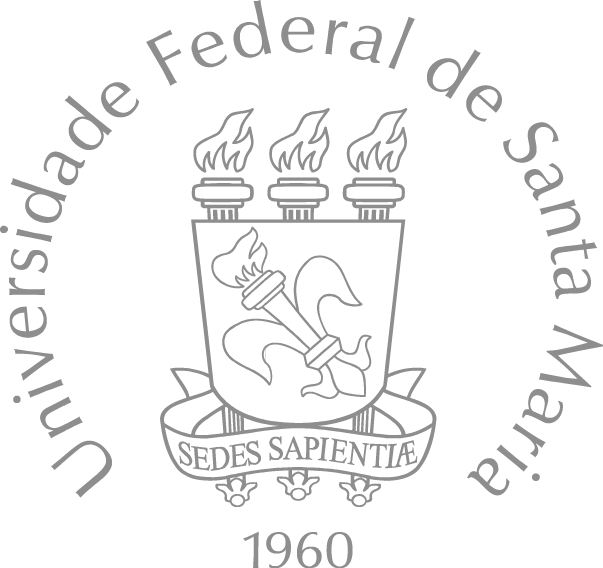 Universidade Federal de Santa Maria
SEDES SAPIENTIÆ
1960